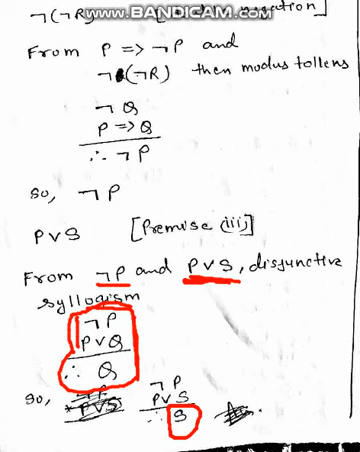 www.BANDICAM.com
¬(¬R)
From P => ¬P and
¬(¬R) then modus tollens
¬Q
P => Q
∴ ¬P
So, ¬P
P∨S [Premise (iii)]
From ¬P and P∨S, disjunctive
syllogism
¬P
P∨Q
∴ Q
So,
¬P
P∨S
∴ S